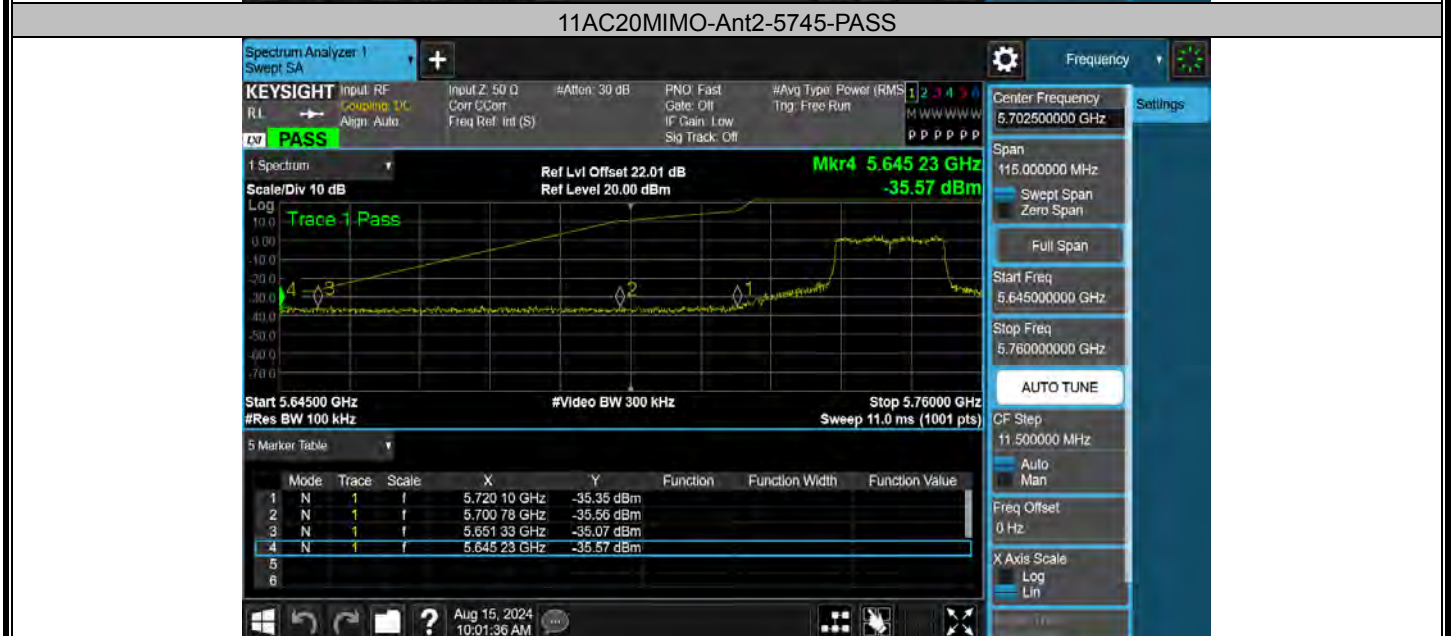 11AC20MIMO-Ant2-5745-PASS
Spectrum Analyzer 1
Swept SA
+
Frequency
KEYSIGHT Input: RF Input Z: 50 Ω #Atten: 30 dB PNO: Fast #Avg Type: Power (RMS 1 2 3 4 5 6
RL Coupling: DC Corr CCorr Gate: Off Trig: Free Run M W W W W W
Align: Auto Freq Ref: Int (S) IF Gain: Low
Sig Track: Off P P P P P P
LXI PASS
Center Frequency
5.702500000 GHz
Settings
Span
115.000000 MHz
Swept Span
Zero Span
Full Span
Start Freq
5.645000000 GHz
Stop Freq
5.760000000 GHz
AUTO TUNE
CF Step
11.500000 MHz
Auto
Man
Freq Offset
0 Hz
X Axis Scale
Log
Lin
1 Spectrum
Ref Lvl Offset 22.01 dB Mkr4 5.645 23 GHz
Scale/Div 10 dB Ref Level 20.00 dBm -35.57 dBm
Log
Trace 1 Pass
10.0
0.00
-10.0
-20.0
-30.0
-40.0
-50.0
-60.0
-70.0
4 3 2 1
Start 5.64500 GHz #Video BW 300 kHz Stop 5.76000 GHz
#Res BW 100 kHz Sweep 11.0 ms (1001 pts)
5 Marker Table
Mode Trace Scale X Y Function Function Width Function Value
1 N 1 f 5.720 10 GHz -35.35 dBm
2 N 1 f 5.700 78 GHz -35.56 dBm
3 N 1 f 5.651 33 GHz -35.07 dBm
4 N 1 f 5.645 23 GHz -35.57 dBm
5
6
? Aug 15, 2024
10:01:36 AM